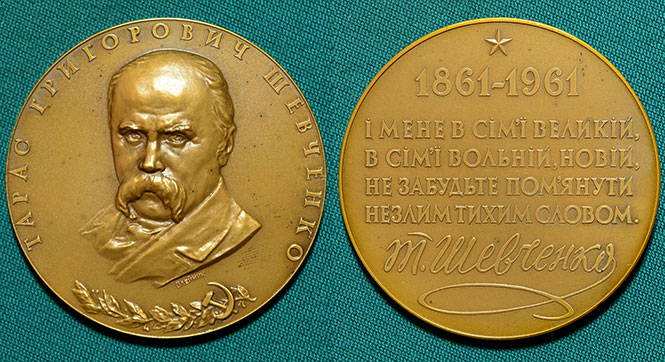 ТАРАС ГРИГОРОВИЧ ШЕВЧЕНКО
1861-1961
І МЕНЕ В СІМ'Ї ВЕЛИКІЙ,
В СІМ'Ї ВОЛЬНІЙ, НОВІЙ,
НЕ ЗАБУДЬТЕ ПОМ'ЯНУТИ
НЕЗЛИМ ТИХИМ СЛОВОМ.
Т. Шевченко